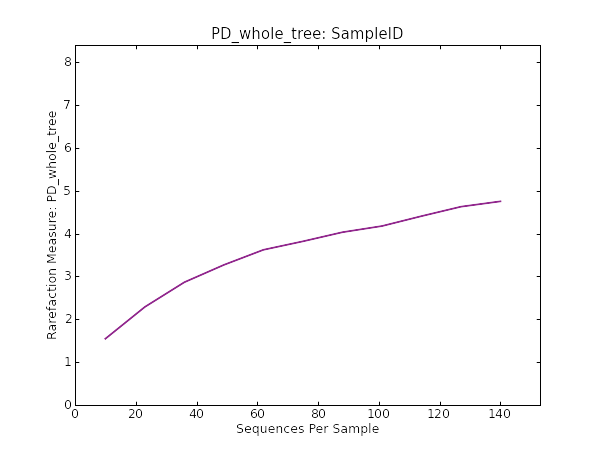 PD_whole_tree: SampleID
8
7
6
5
4
3
2
1
0
Rarefaction Measure: PD_whole_tree
0 20 40 60 80 100 120 140
Sequences Per Sample